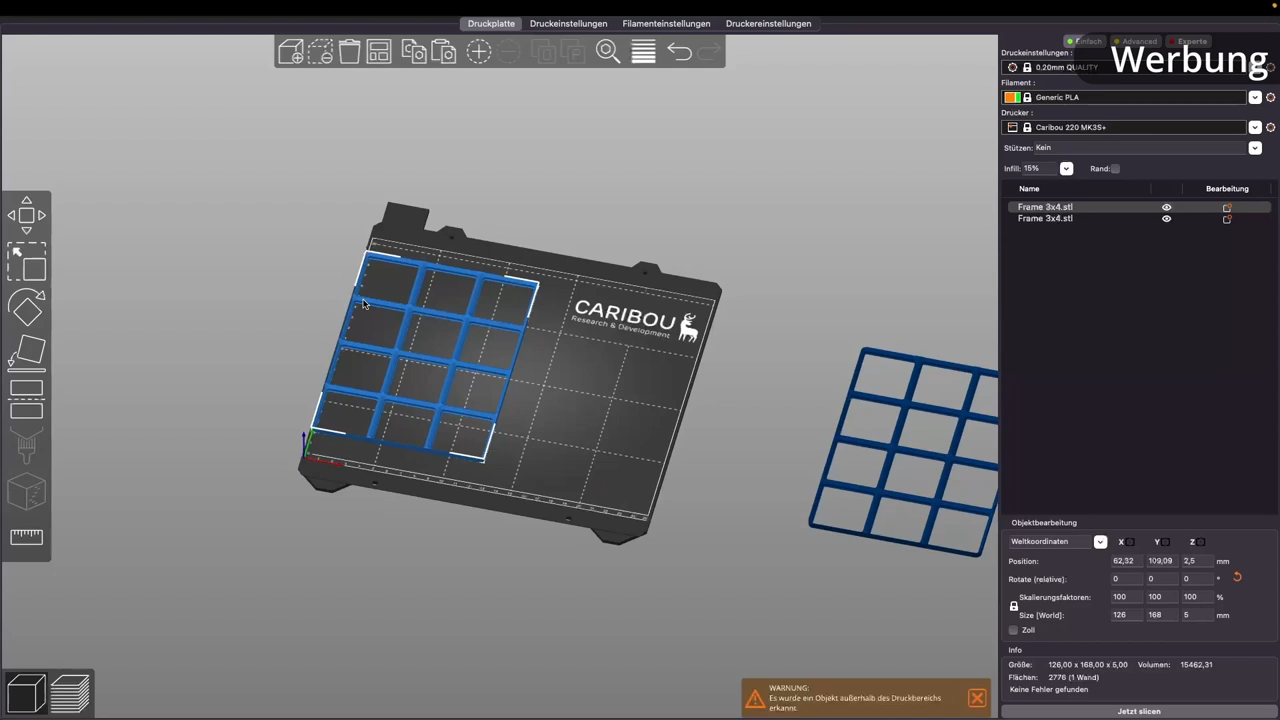 Druckplatte
Druckeinstellungen
Filamenteinstellungen
Druckereinstellungen
Einfach
Advanced
Experte
Werbung
Druckeinstellungen :
0.20mm QUALITY
Filament :
Generic PLA
Drucker :
Caribou 220 MK3S+
Stützen: Kein
Infill: 15%
Rand:
Name
Bearbeitung
Frame 3x4.stl
Frame 3x4.stl
CARIBOU
Research & Development
Objektbearbeitung
Weltkoordinaten
X
Y
Z
Position: 62,32 109,09 2,5 mm
Rotate (relative): 0 0 0 °
Skalierungsfaktoren: 100 100 100 %
Size [World]: 126 168 5 mm
Zoll
Info
Größe: 126,00 x 168,00 x 5,00 Volumen: 15462,31
Flächen: 2776 (1 Wand)
Keine Fehler gefunden
WARNUNG:
Es wurde ein Objekt außerhalb des Druckbereichs
erkannt.
Jetzt slicen